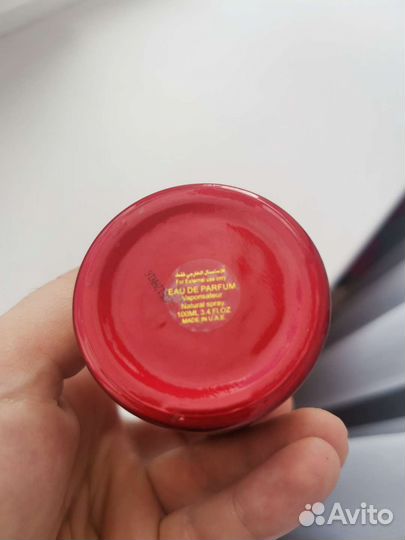 للاستعمال الخارجي فقط
For External use only
EAU DE PARFUM
Vaporisateur
Natural spray
100ML 3.4 FL.OZ
MADE IN U.A.E
Avito